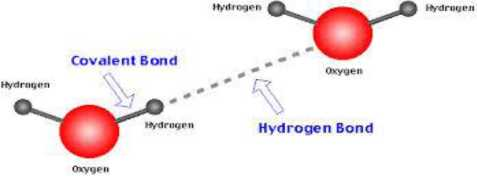 Hydrogen
Hydrogen
Oxygen
Covalent Bond
Hydrogen
Hydrogen
Hydrogen Bond
Oxygen